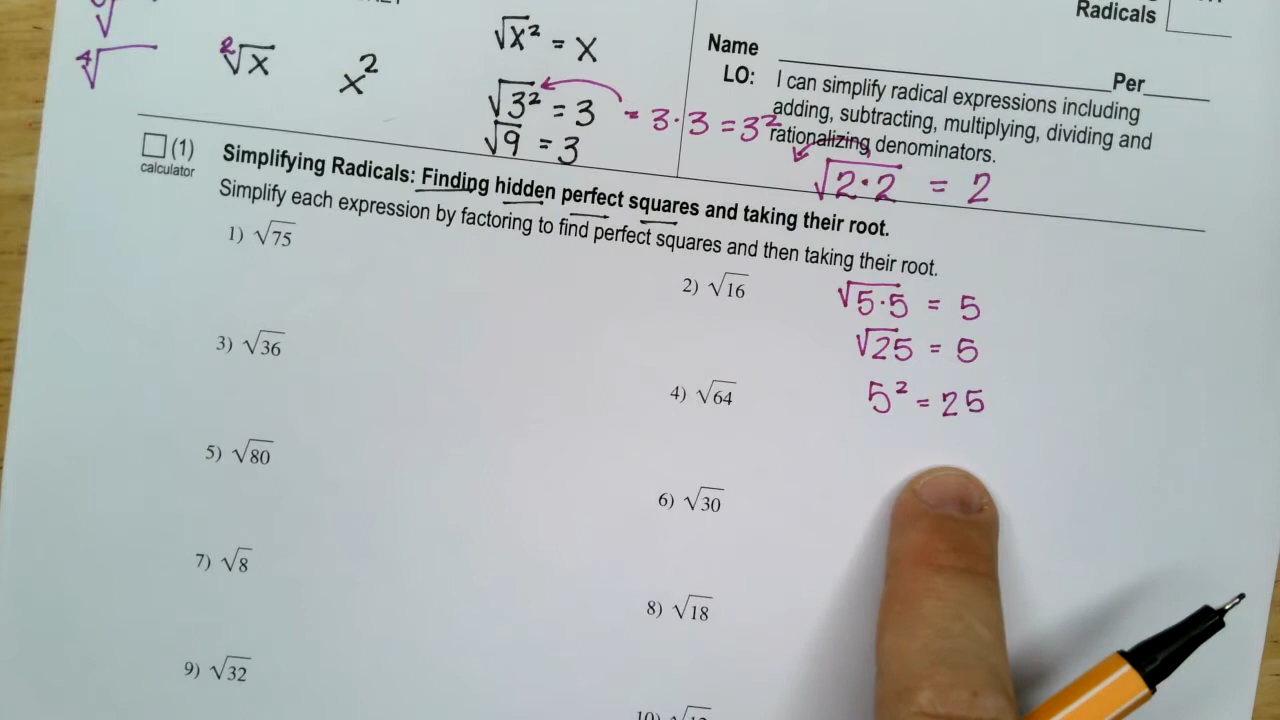 Radicals
∜
²√x
x²
√x² = x
√3² = 3
= 3·3 = 3²
√9 = 3
Name ____ Per____
LO: I can simplify radical expressions including
adding, subtracting, multiplying, dividing and
rationalizing denominators.
√2·2 = 2
(1)
calculator
Simplifying Radicals: Finding hidden perfect squares and taking their root.
Simplify each expression by factoring to find perfect squares and then taking their root.
1) √75
2) √16
√5·5 = 5
√25 = 5
5² = 25
3) √36
4) √64
5) √80
6) √30
7) √8
8) √18
9) √32
10)